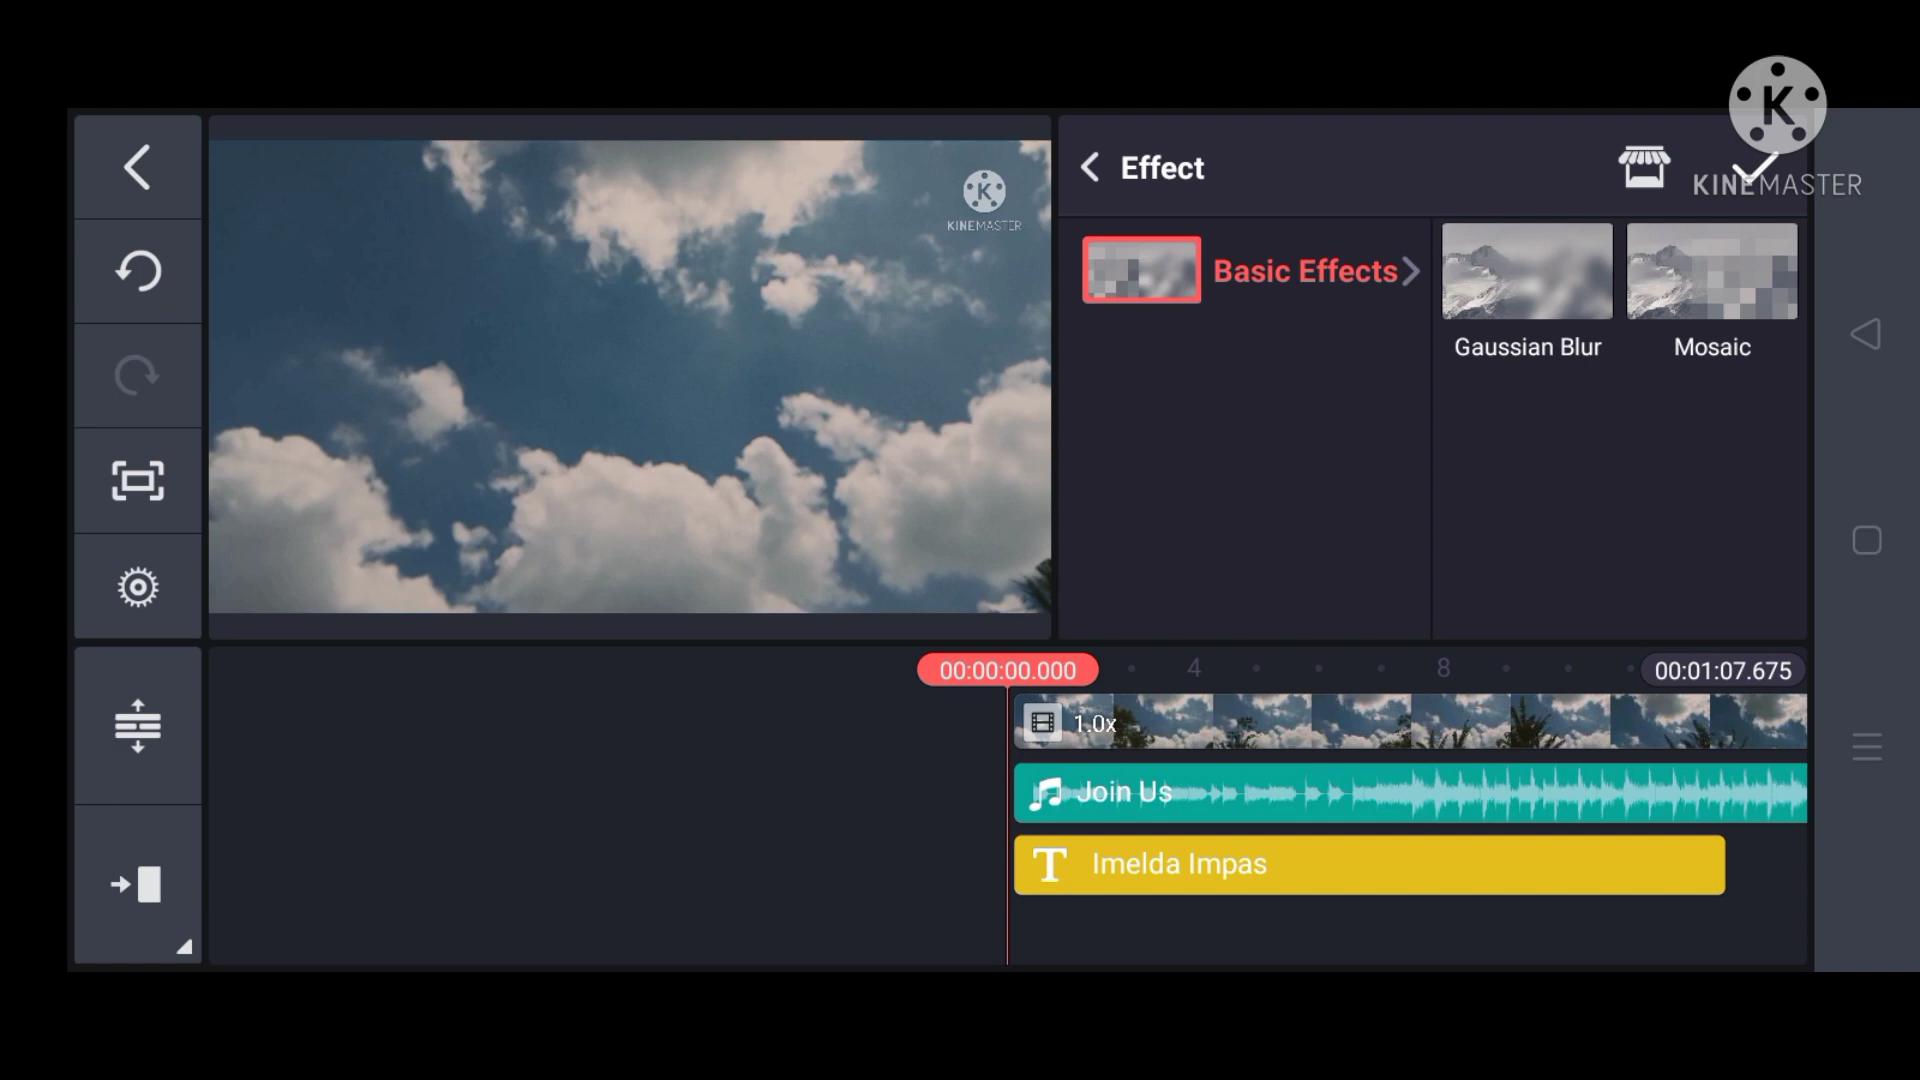 K
KINEMASTER
K
KINEMASTER
Effect
Basic Effects
Gaussian Blur
Mosaic
00:00:00.000
4
8
00:01:07.675
1.0x
Join Us
T
Imelda Impas